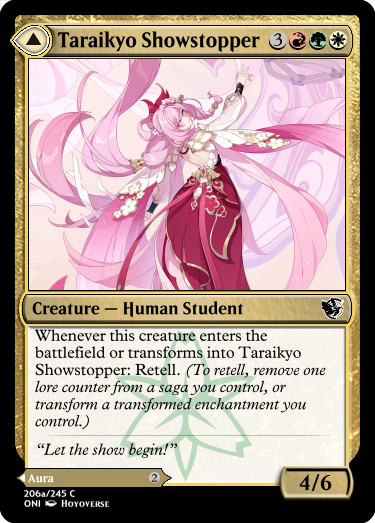 Taraikyo Showstopper 3
Creature — Human Student
Whenever this creature enters the
battlefield or transforms into Taraikyo
Showstopper: Retell. (To retell, remove one
lore counter from a saga you control, or
transform a transformed enchantment you
control.)
“Let the show begin!”
Aura 2
4/6
206a/245 C
ONI Hoyoverse